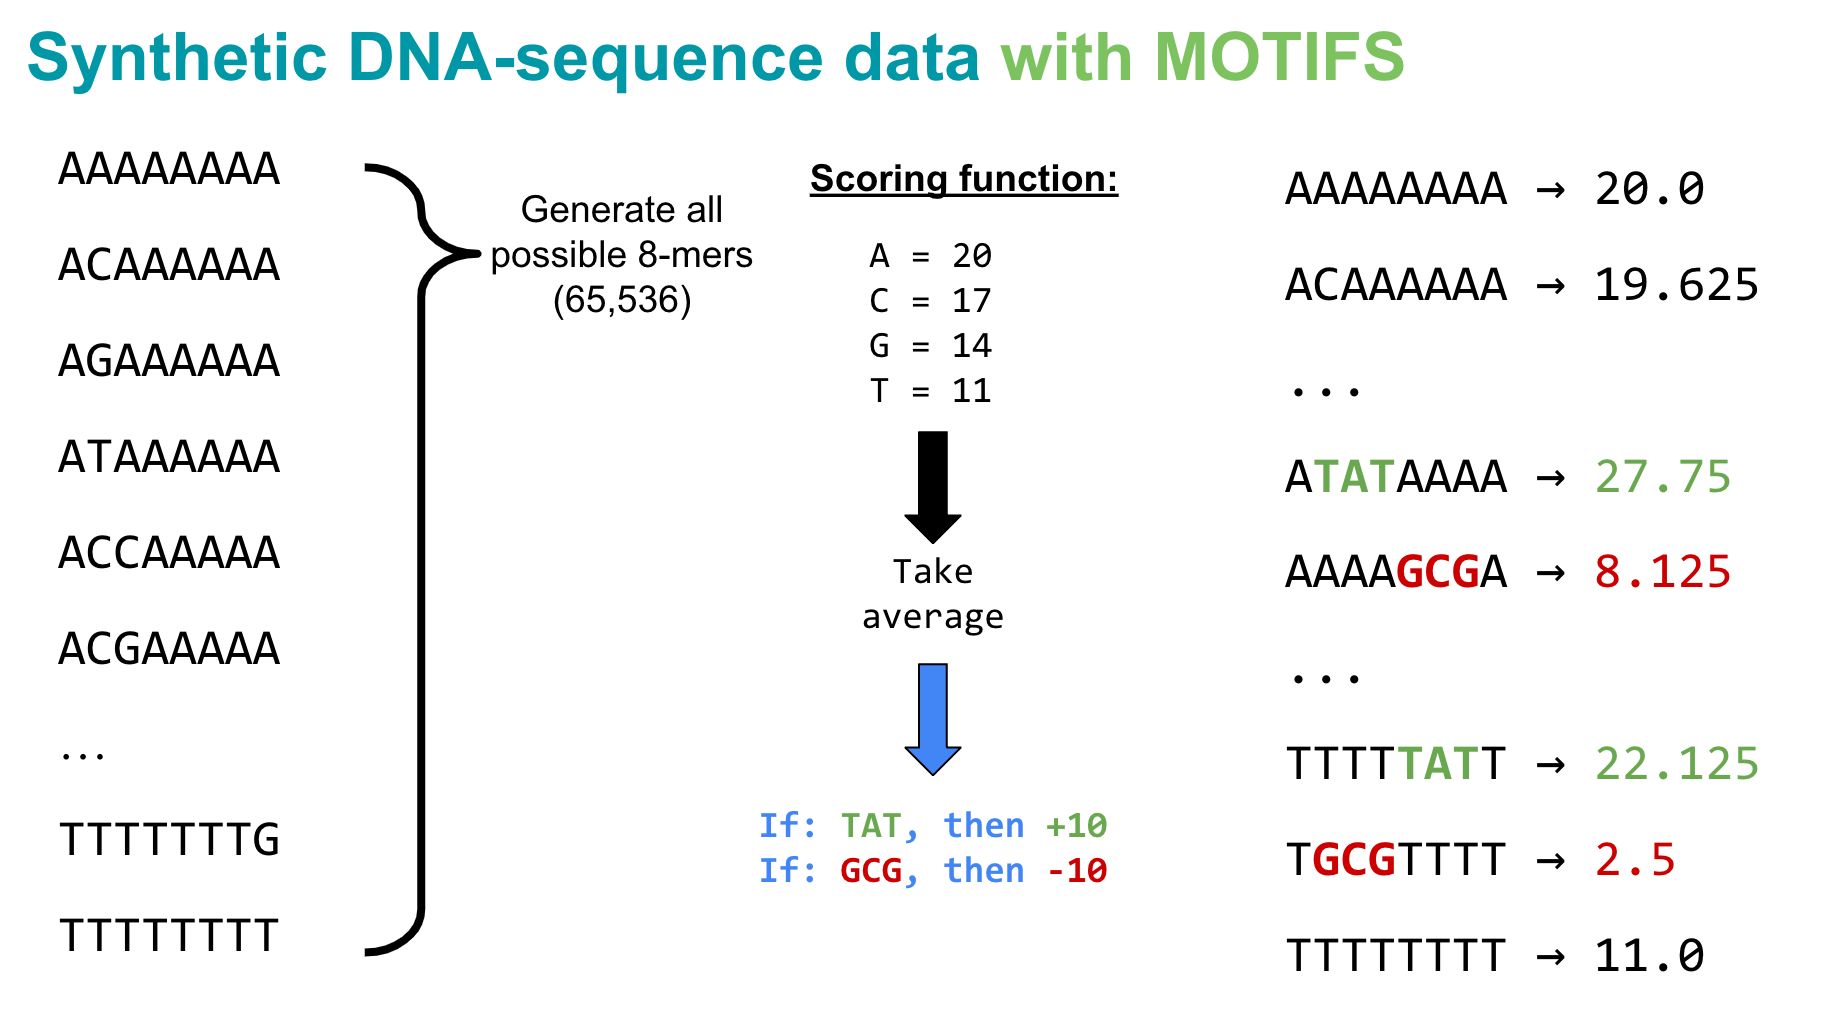 Synthetic DNA-sequence data with MOTIFS
AAAAAAAA
ACAAAAAA
AGAAAAAA
ATAAAAAA
ACCAAAAA
ACGAAAAA
...
TTTTTTTG
TTTTTTTT
Generate all
possible 8-mers
(65,536)
Scoring function:
A = 20
C = 17
G = 14
T = 11
Take
average
If: TAT, then +10
If: GCG, then -10
AAAAAAAA → 20.0
ACAAAAAA → 19.625
...
ATATAAAA → 27.75
AAAAGCGA → 8.125
...
TTTTTATT → 22.125
TGCGTTTT → 2.5
TTTTTTTT → 11.0